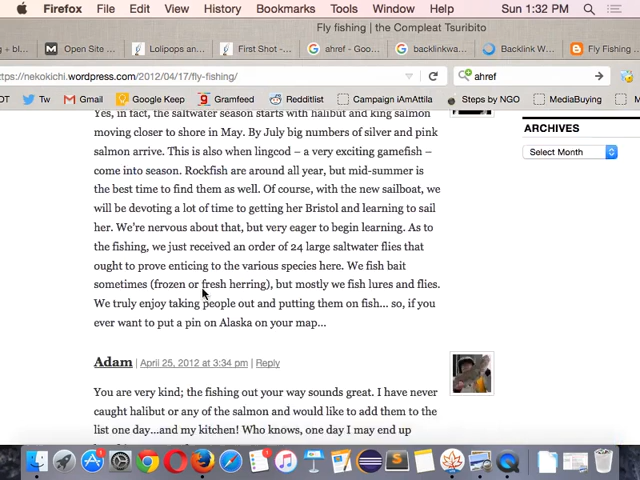 Firefox File Edit View History Bookmarks Tools Window Help Sun 1:32 PM
Fly fishing | the Compleat Tsuribito
g + bl... Open Site ... Lolipops and ... First Shot -... ahref - Goo... backlinkwa... Backlink W... Fly Fishing
ttps://nekokichi.wordpress.com/2012/04/17/fly-fishing/ ahref
Tw Gmail Google Keep Gramfeed Redditlist Campaign iAmAttila Steps by NGO MediaBuying
Yes, in fact, the saltwater season starts with halibut and king salmon
moving closer to shore in May. By July big numbers of silver and pink
salmon arrive. This is also when lingcod – a very exciting gamefish –
come into season. Rockfish are around all year, but mid-summer is
the best time to find them as well. Of course, with the new sailboat, we
will be devoting a lot of time to getting her Bristol and learning to sail
her. We're nervous about that, but very eager to begin learning. As to
the fishing, we just received an order of 24 large saltwater flies that
ought to prove enticing to the various species here. We fish bait
sometimes (frozen or fresh herring), but mostly we fish lures and flies.
We truly enjoy taking people out and putting them on fish... so, if you
ever want to put a pin on Alaska on your map...
Adam | April 25, 2012 at 3:34 pm | Reply
You are very kind; the fishing out your way sounds great. I have never
caught halibut or any of the salmon and would like to add them to the
list one day...and my kitchen! Who knows, one day I may end up
ARCHIVES
Select Month